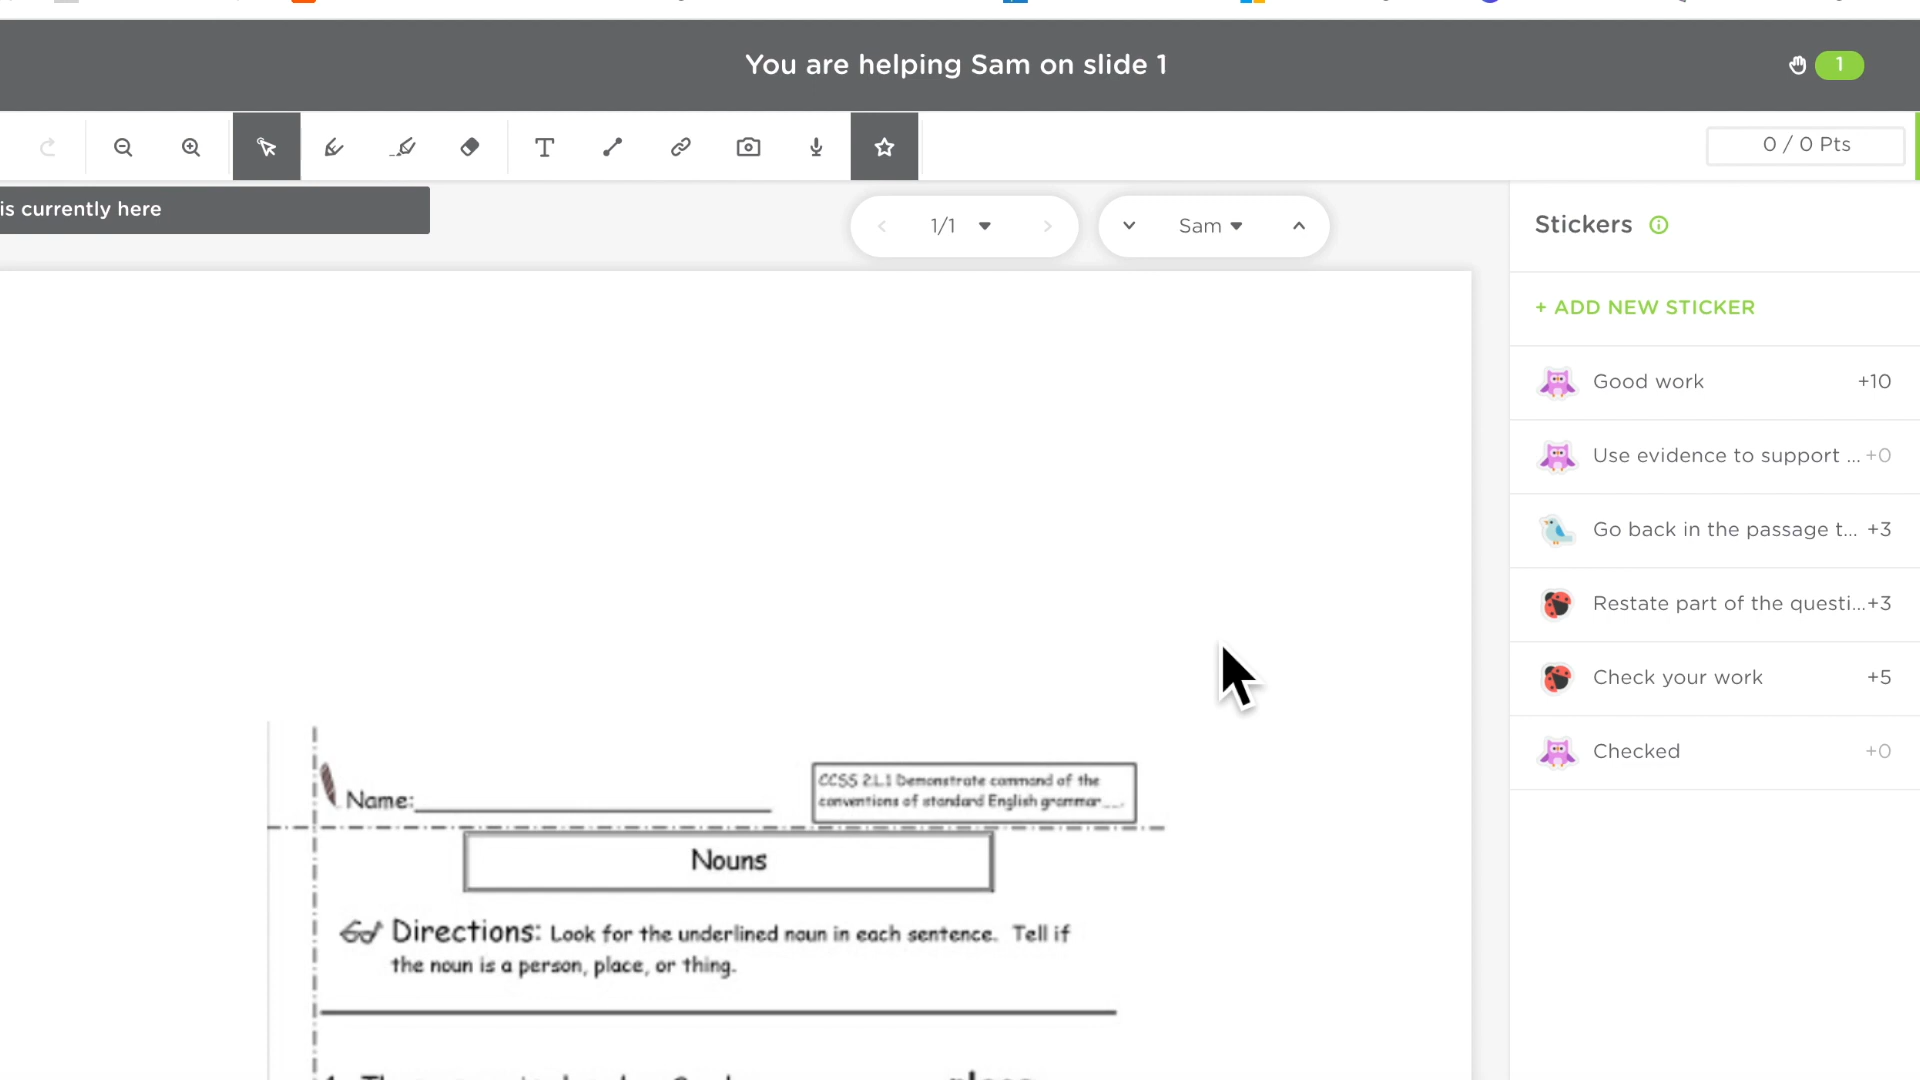 You are helping Sam on slide 1
1
0 / 0 Pts
is currently here
1/1
Sam
Stickers
+ ADD NEW STICKER
Good work +10
Use evidence to support ... +0
Go back in the passage t... +3
Restate part of the questi... +3
Check your work +5
Checked +0
Name:
CCSS 2.L.1 Demonstrate command of the
conventions of standard English grammar....
Nouns
Directions: Look for the underlined noun in each sentence. Tell if
the noun is a person, place, or thing.